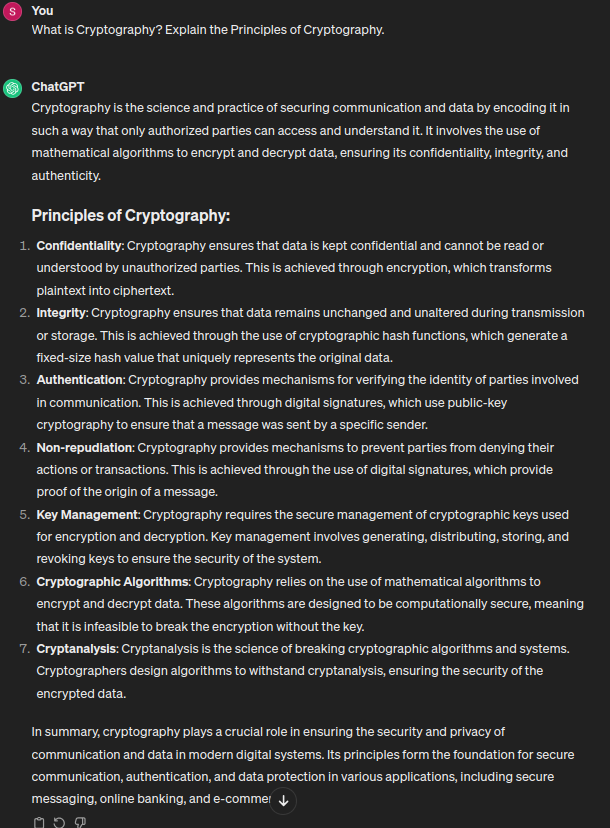 S
You
What is Cryptography? Explain the Principles of Cryptography.
ChatGPT
Cryptography is the science and practice of securing communication and data by encoding it in
such a way that only authorized parties can access and understand it. It involves the use of
mathematical algorithms to encrypt and decrypt data, ensuring its confidentiality, integrity, and
authenticity.
Principles of Cryptography:
1. Confidentiality: Cryptography ensures that data is kept confidential and cannot be read or
understood by unauthorized parties. This is achieved through encryption, which transforms
plaintext into ciphertext.
2. Integrity: Cryptography ensures that data remains unchanged and unaltered during transmission
or storage. This is achieved through the use of cryptographic hash functions, which generate a
fixed-size hash value that uniquely represents the original data.
3. Authentication: Cryptography provides mechanisms for verifying the identity of parties involved
in communication. This is achieved through digital signatures, which use public-key
cryptography to ensure that a message was sent by a specific sender.
4. Non-repudiation: Cryptography provides mechanisms to prevent parties from denying their
actions or transactions. This is achieved through the use of digital signatures, which provide
proof of the origin of a message.
5. Key Management: Cryptography requires the secure management of cryptographic keys used
for encryption and decryption. Key management involves generating, distributing, storing, and
revoking keys to ensure the security of the system.
6. Cryptographic Algorithms: Cryptography relies on the use of mathematical algorithms to
encrypt and decrypt data. These algorithms are designed to be computationally secure, meaning
that it is infeasible to break the encryption without the key.
7. Cryptanalysis: Cryptanalysis is the science of breaking cryptographic algorithms and systems.
Cryptographers design algorithms to withstand cryptanalysis, ensuring the security of the
encrypted data.
In summary, cryptography plays a crucial role in ensuring the security and privacy of
communication and data in modern digital systems. Its principles form the foundation for secure
communication, authentication, and data protection in various applications, including secure
messaging, online banking, and